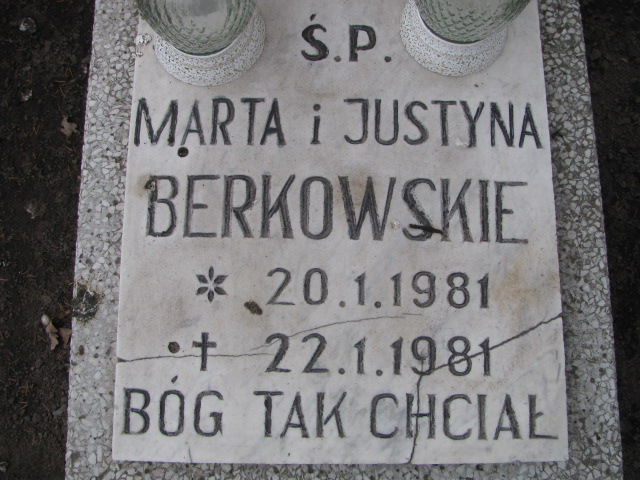 Ś.P.
MARTA i JUSTYNA
BERKOWSKIE
* 20.1.1981
† 22.1.1981
BÓG TAK CHCIAŁ